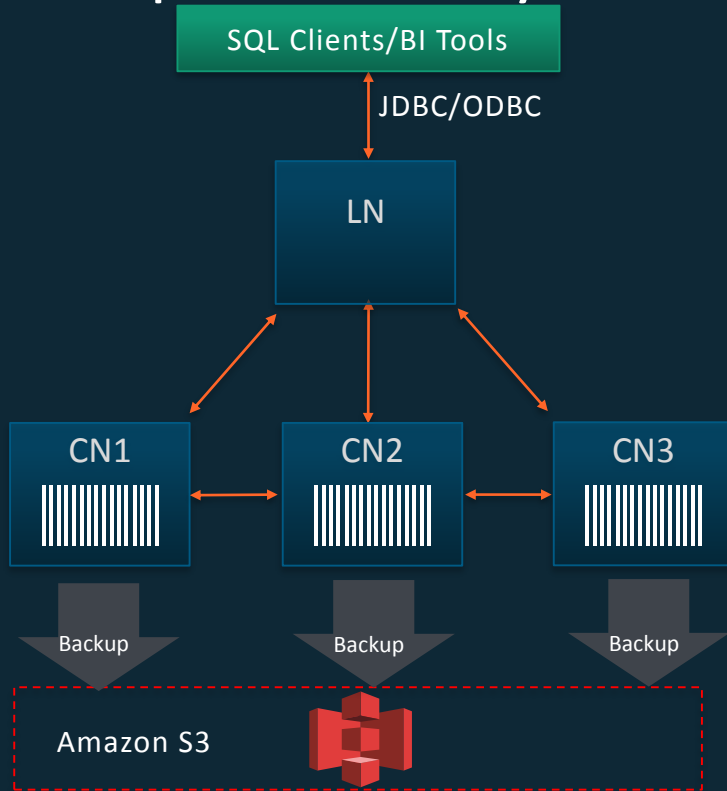 SQL Clients/BI Tools
JDBC/ODBC
LN
CN1
CN2
CN3
Backup
Backup
Backup
Amazon S3